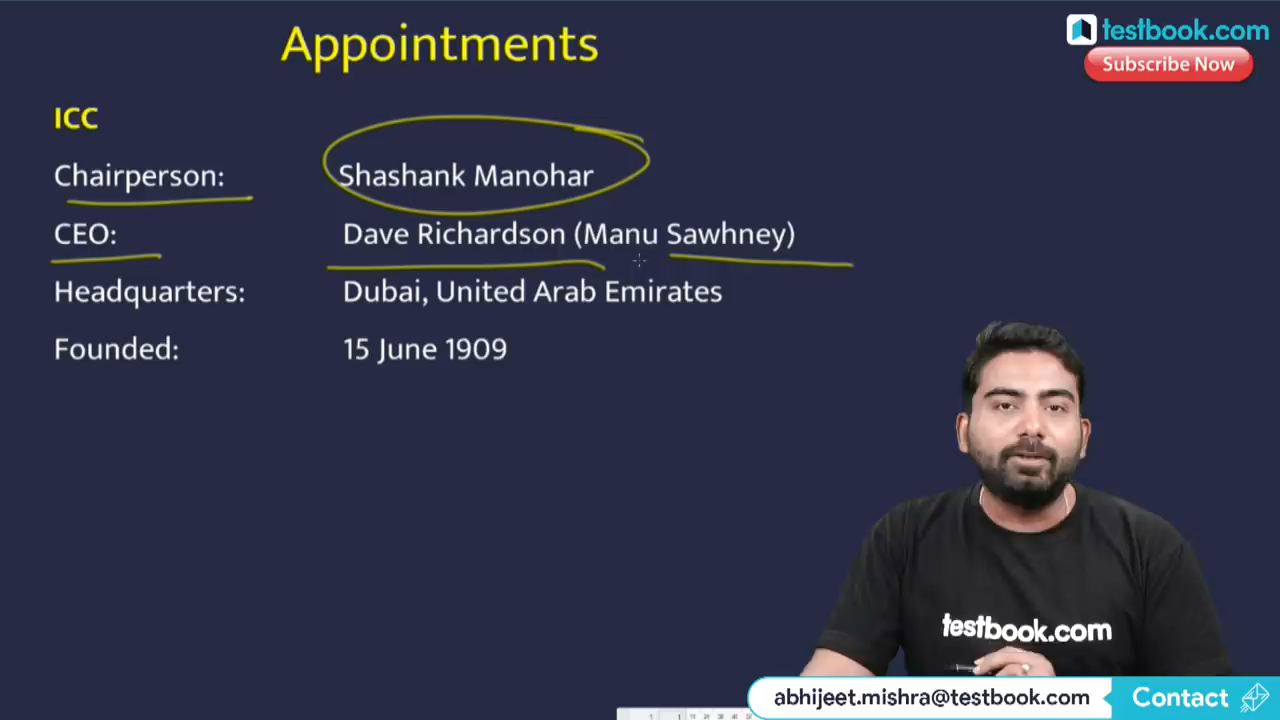 Appointments
testbook.com
Subscribe Now
ICC
Chairperson: Shashank Manohar
CEO: Dave Richardson (Manu Sawhney)
Headquarters: Dubai, United Arab Emirates
Founded: 15 June 1909
testbook.com
abhijeet.mishra@testbook.com Contact